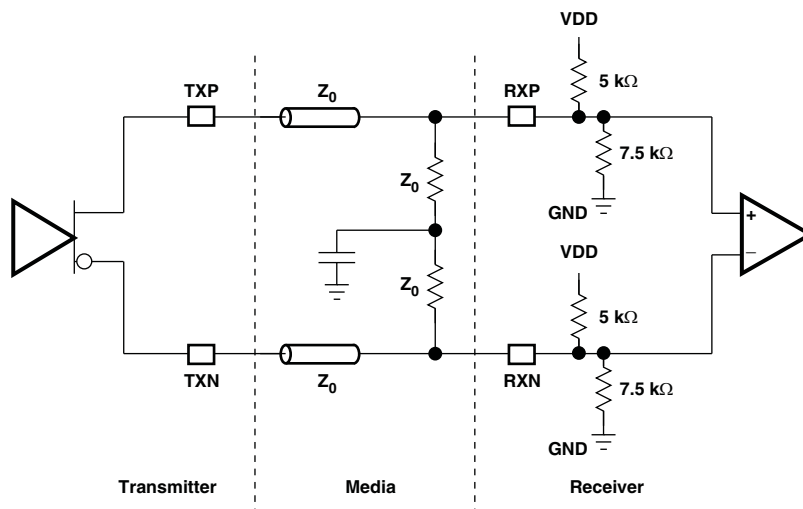 VDD
TXP
Z0
RXP
5 kΩ
7.5 kΩ
Z0
GND
+
VDD
−
Z0
5 kΩ
TXN
Z0
RXN
7.5 kΩ
GND
Transmitter
Media
Receiver